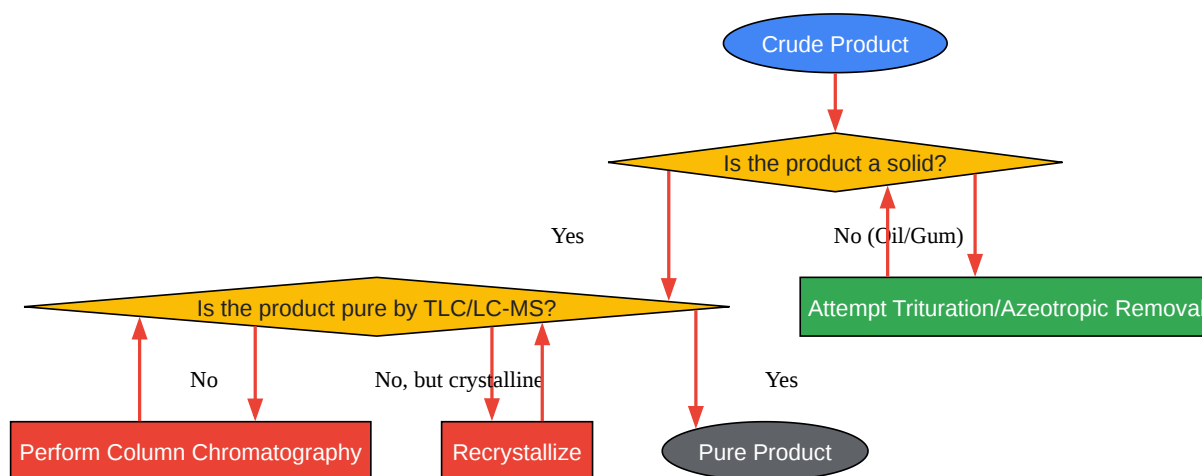 Crude Product
Is the product a solid?
Yes
No (Oil/Gum)
Is the product pure by TLC/LC-MS?
Attempt Trituration/Azeotropic Removal
No
No, but crystalline
Yes
Perform Column Chromatography
Recrystallize
Pure Product